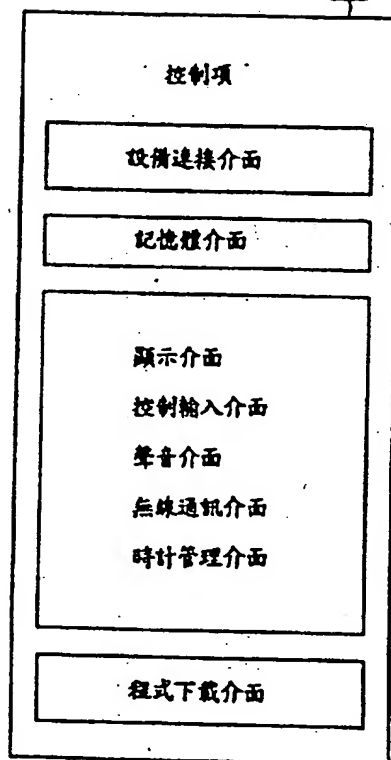 控制項
設備連接介面
記憶體介面
顯示介面
控制輸入介面
聲音介面
無線通訊介面
時計管理介面
程式下載介面